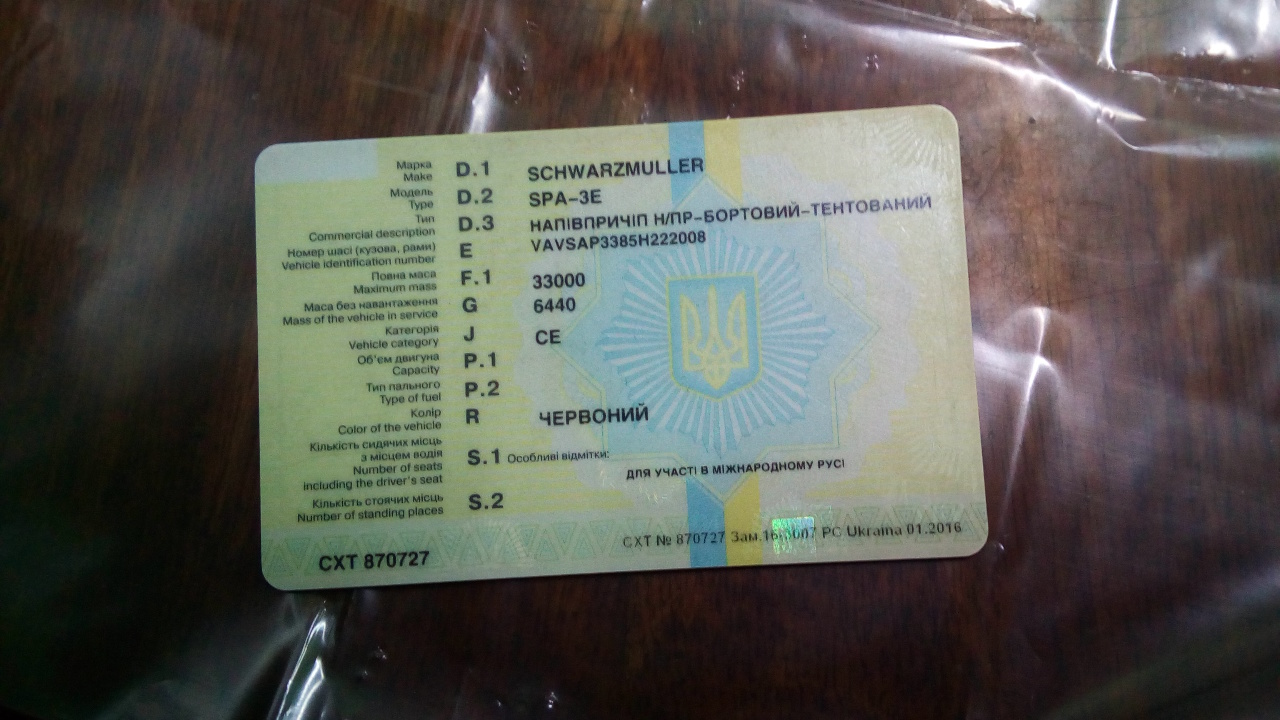 Марка D.1 SCHWARZMULLER
Make
Модель D.2 SPA-3E
Type
Тип D.3 НАПІВПРИЧІП Н/ПР-БОРТОВИЙ-ТЕНТОВАНИЙ
Commercial description
Номер шасі (кузова, рами) E VAVSAP3385H222008
Vehicle identification number
Повна маса F.1 33000
Maximum mass
Маса без навантаження G 6440
Mass of the vehicle in service
Категорія J CE
Vehicle category
Об'єм двигуна P.1
Capacity
Тип пального P.2
Type of fuel
Колір R ЧЕРВОНИЙ
Color of the vehicle
Кількість сидячих місць
з місцем водія S.1 Особливі відмітки:
Number of seats ДЛЯ УЧАСТІ В МІЖНАРОДНОМУ РУСІ
including the driver's seat
Кількість стоячих місць S.2
Number of standing places
СХТ № 870727 Зам. РС Ukraina 01.2016
СХТ 870727